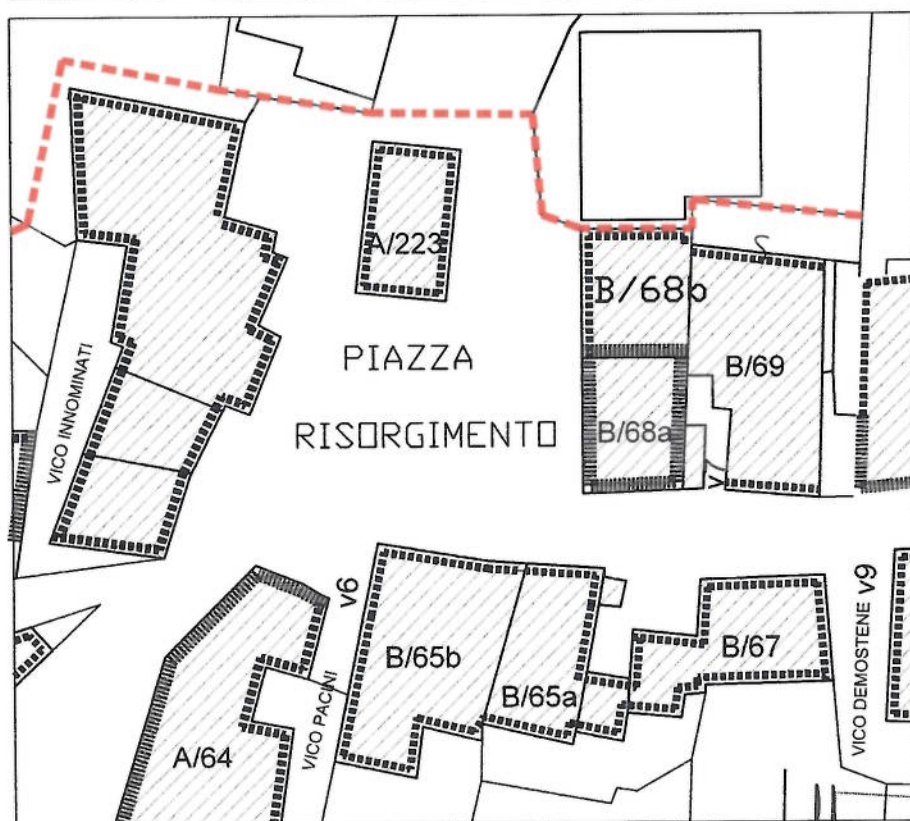 A/223
B/68b
PIAZZA
B/69
VICO INNOMINATI
RISORGIMENTO
B/68a
v6
v9
B/65b
B/67
B/65a
VICO DEMOSTENE
VICO PACINI
A/64